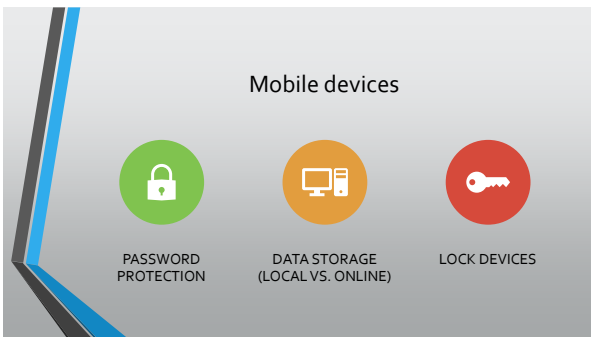 Mobile devices
PASSWORD
PROTECTION
DATA STORAGE
(LOCAL VS. ONLINE)
LOCK DEVICES